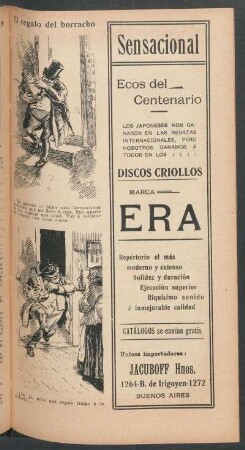 El regalo del borracho
Sensacional
Ecos del
Centenario
LOS JAPONESES NOS GA-
NARON EN LAS REGATAS
INTERNACIONALES, PERO
NOSOTROS GANAMOS Á
TODOS EN LOS
DISCOS CRIOLLOS
MARCA
ERA
Repertorio el más
moderno y extenso
Solidez y duración
Ejecución superior
Riquísimo sonido
é inmejorable calidad
CATÁLOGOS se envían gratis
Unicos importadores:
JACUBOFF Hnos.
1264-B. de Irigoyen-1272
BUENOS AIRES